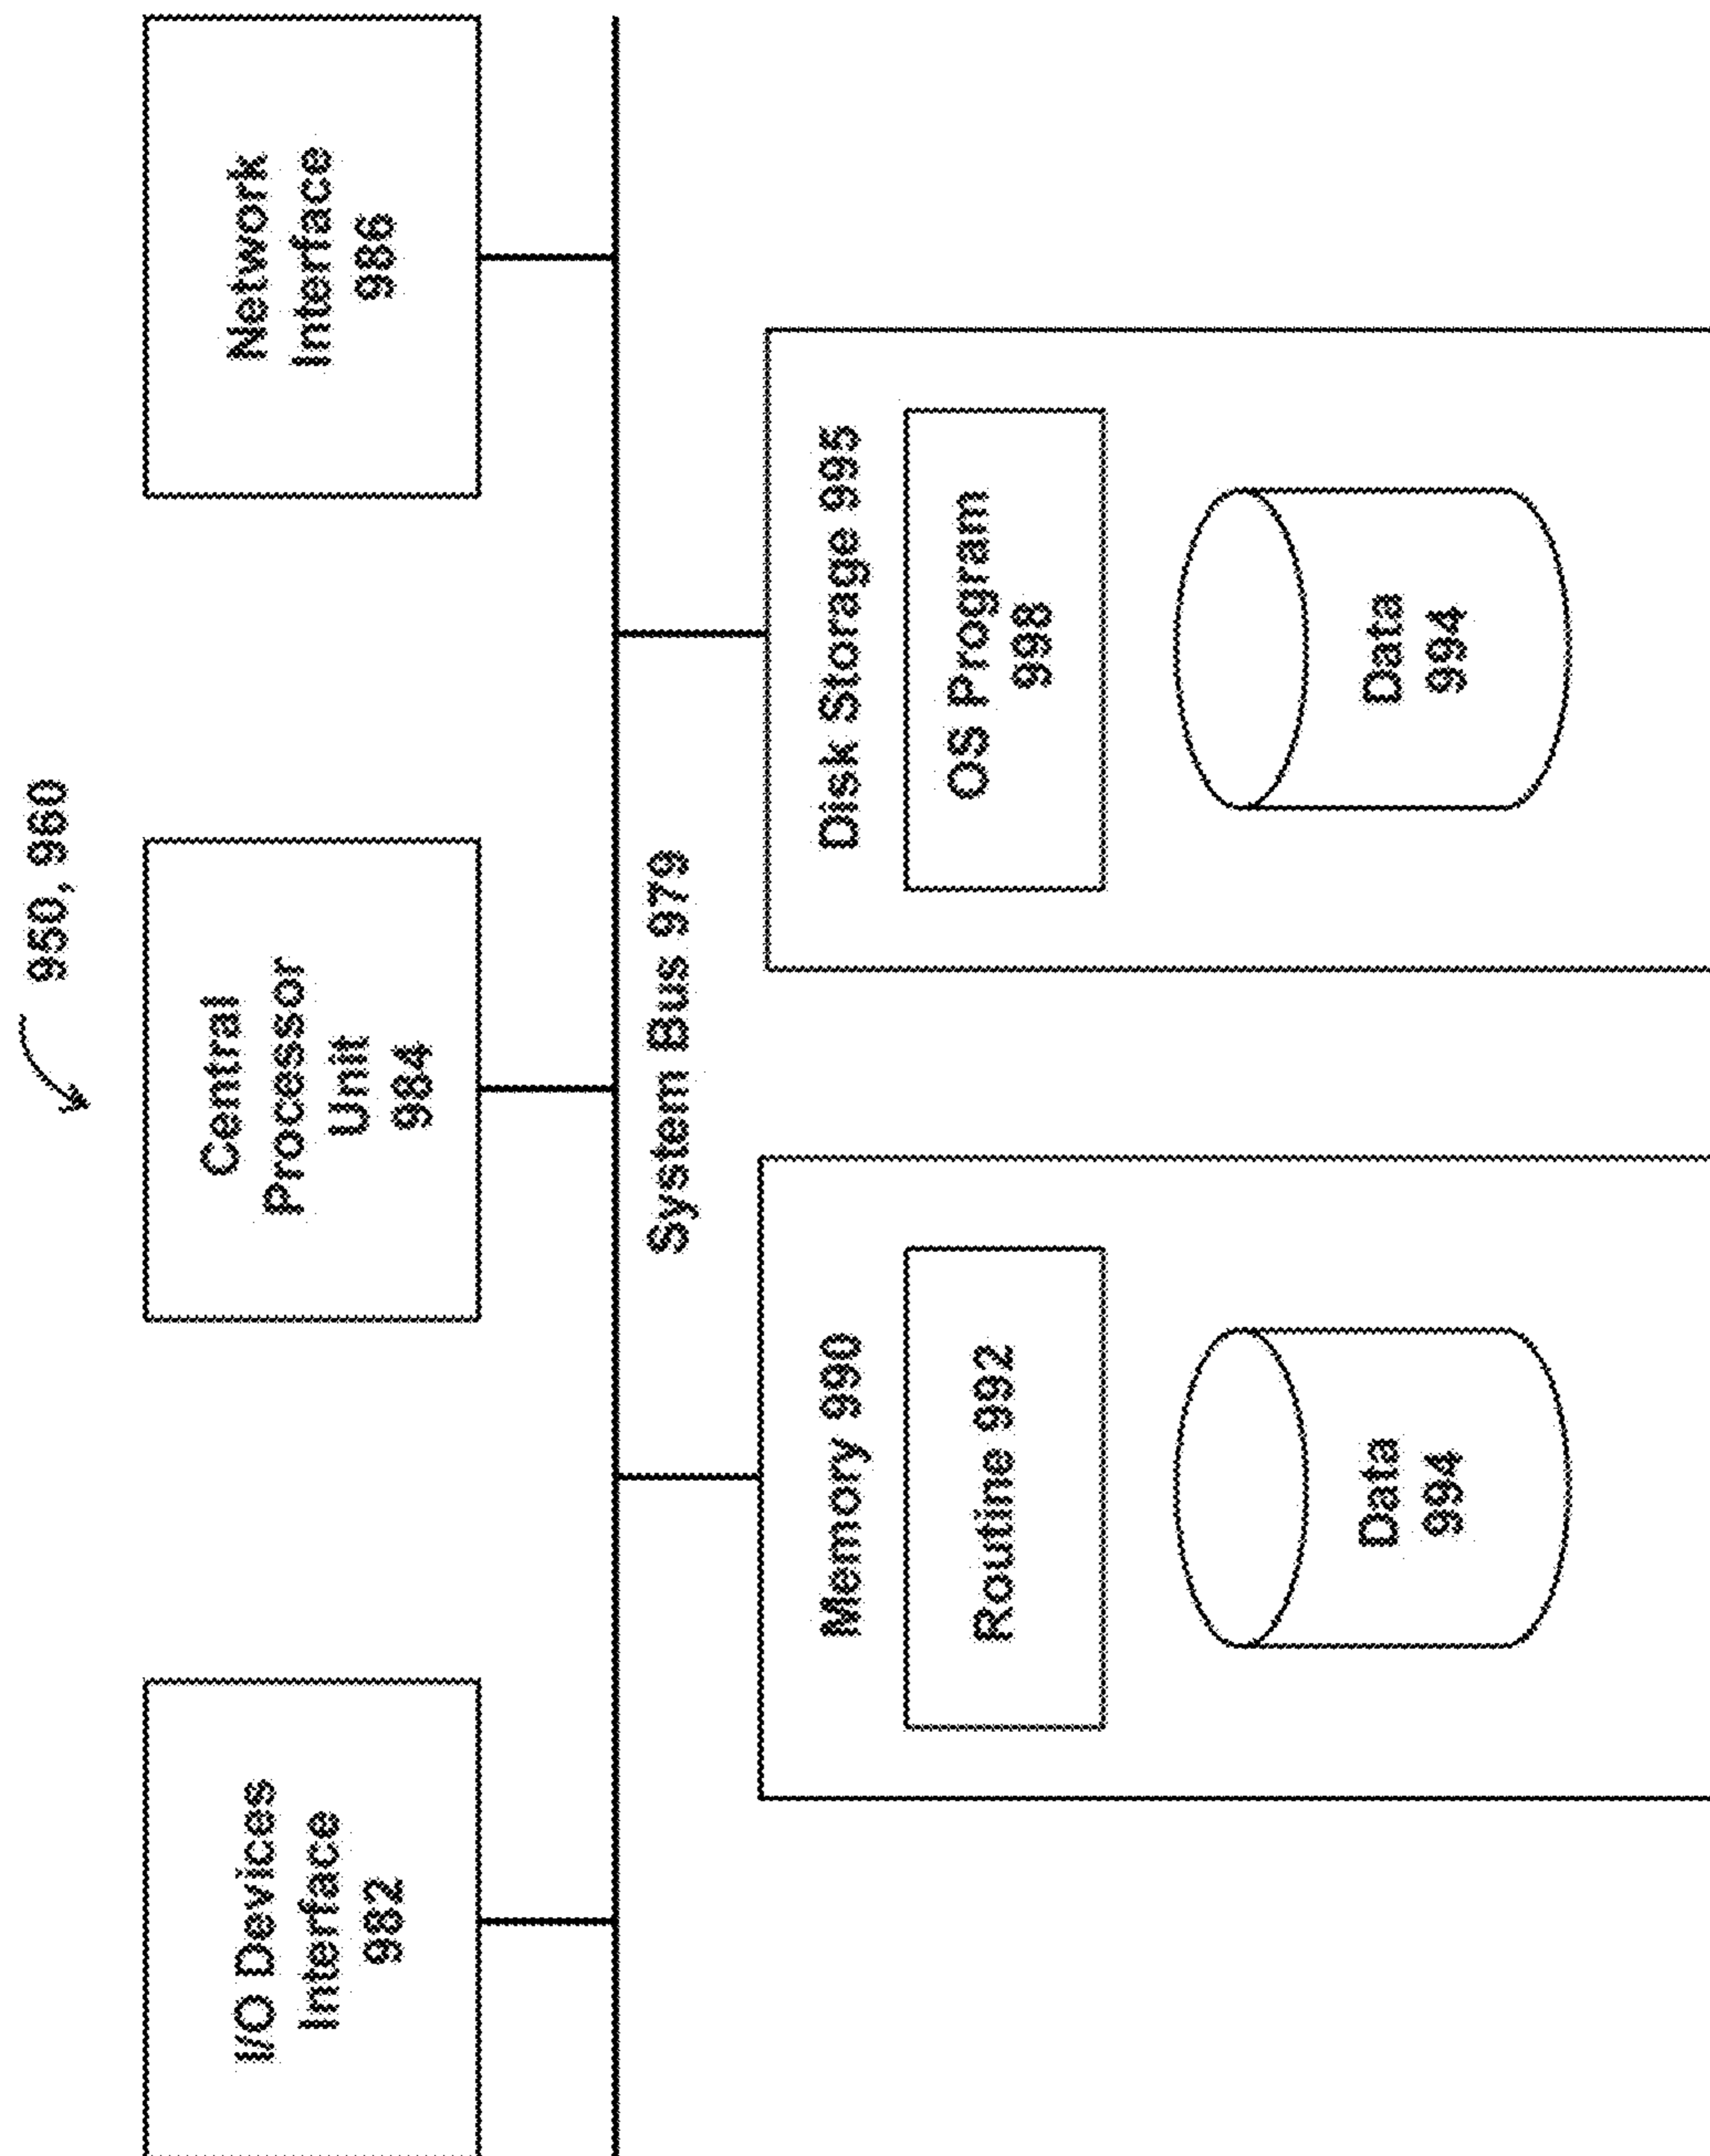 950, 960
I/O Devices
Interface
982
Central
Processor
Unit
984
Network
Interface
986
System Bus 979
Memory 990
Routine 992
Data
994
Disk Storage 995
OS Program
998
Data
994